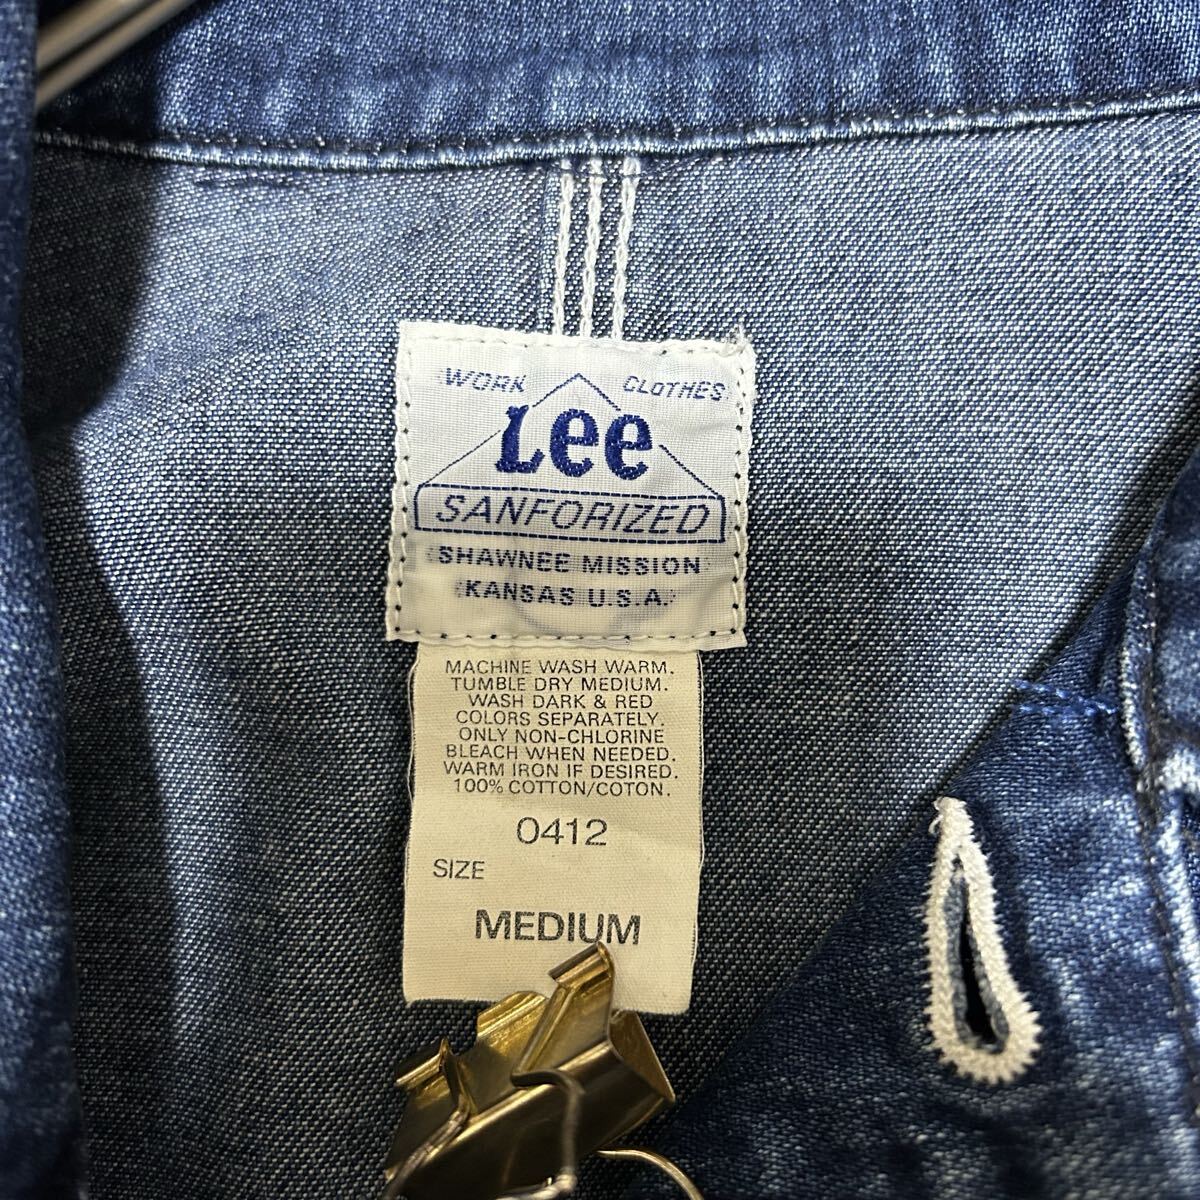 WORK CLOTHES
Lee
SANFORIZED
SHAWNEE MISSION
KANSAS U.S.A.
MACHINE WASH WARM.
TUMBLE DRY MEDIUM.
WASH DARK & RED
COLORS SEPARATELY.
ONLY NON-CHLORINE
BLEACH WHEN NEEDED.
WARM IRON IF DESIRED.
100% COTTON/COTON.
0412
SIZE
MEDIUM